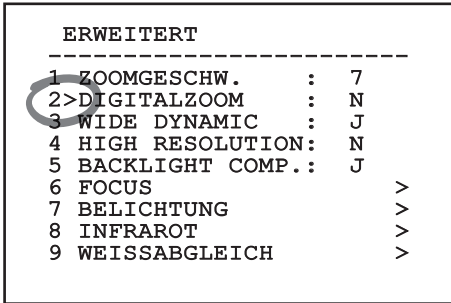 ERWEITERT
---------------------------
1 ZOOMGESCHW. : 7
2>DIGITALZOOM : N
3 WIDE DYNAMIC : J
4 HIGH RESOLUTION: N
5 BACKLIGHT COMP.: J
6 FOCUS >
7 BELICHTUNG >
8 INFRAROT >
9 WEISSABGLEICH >